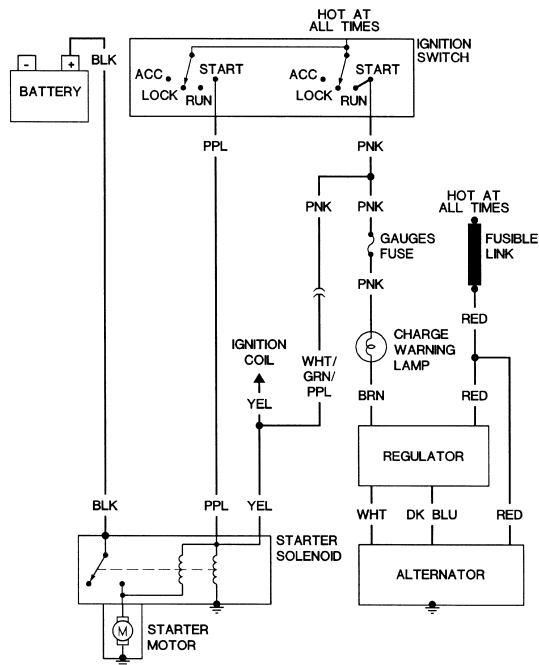 HOT AT
ALL TIMES
IGNITION
SWITCH
- +
BLK
BATTERY
ACC
START
LOCK
RUN
ACC
START
LOCK
RUN
PPL
PNK
PNK
PNK
HOT AT
ALL TIMES
GAUGES
FUSE
FUSIBLE
LINK
PNK
RED
IGNITION
COIL
CHARGE
WARNING
LAMP
WHT/
GRN/
PPL
YEL
BRN
RED
REGULATOR
BLK
PPL
YEL
WHT
DK BLU
RED
STARTER
SOLENOID
ALTERNATOR
M
STARTER
MOTOR